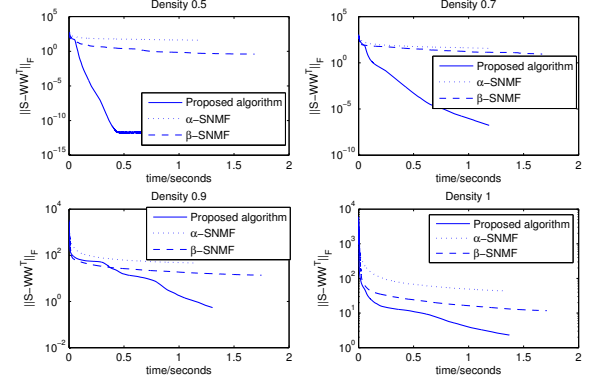 Density 0.5
10^5
10^0
10^-5
10^-10
10^-15
||S−WW^T||_F
0
0.5
1
1.5
2
time/seconds
Proposed algorithm
α−SNMF
β−SNMF
Density 0.7
10^5
10^0
10^-5
10^-10
||S−WW^T||_F
0
0.5
1
1.5
2
time/seconds
Proposed algorithm
α−SNMF
β−SNMF
Density 0.9
10^4
10^2
10^0
10^-2
||S−WW^T||_F
0
0.5
1
1.5
2
time/seconds
Proposed algorithm
α−SNMF
β−SNMF
Density 1
10^4
10^3
10^2
10^1
10^0
||S−WW^T||_F
0
0.5
1
1.5
2
time/seconds
Proposed algorithm
α−SNMF
β−SNMF